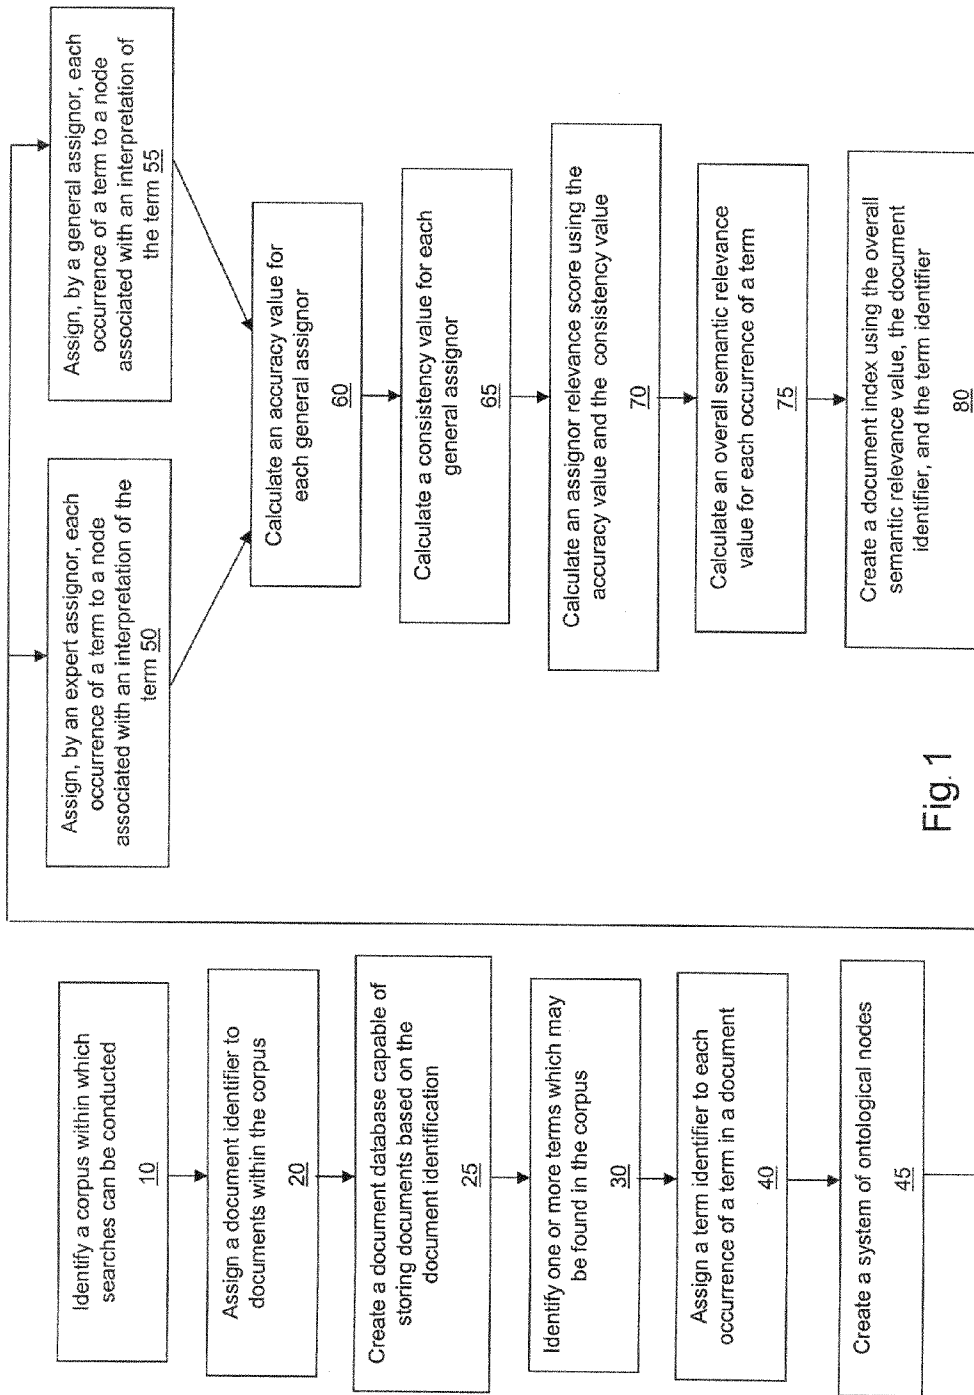 Identify a corpus within which
searches can be conducted
10
Assign a document identifier to
documents within the corpus
20
Create a document database capable of
storing documents based on the
document identification
25
Identify one or more terms which may
be found in the corpus
30
Assign a term identifier to each
occurrence of a term in a document
40
Create a system of ontological nodes
45
Assign, by an expert assignor, each
occurrence of a term to a node
associated with an interpretation of the
term 50
Assign, by a general assignor, each
occurrence of a term to a node
associated with an interpretation of
the term 55
Calculate an accuracy value for
each general assignor
60
Calculate a consistency value for each
general assignor
65
Calculate an assignor relevance score using the
accuracy value and the consistency value
70
Calculate an overall semantic relevance
value for each occurrence of a term
75
Create a document index using the overall
semantic relevance value, the document
identifier, and the term identifier
80
Fig. 1